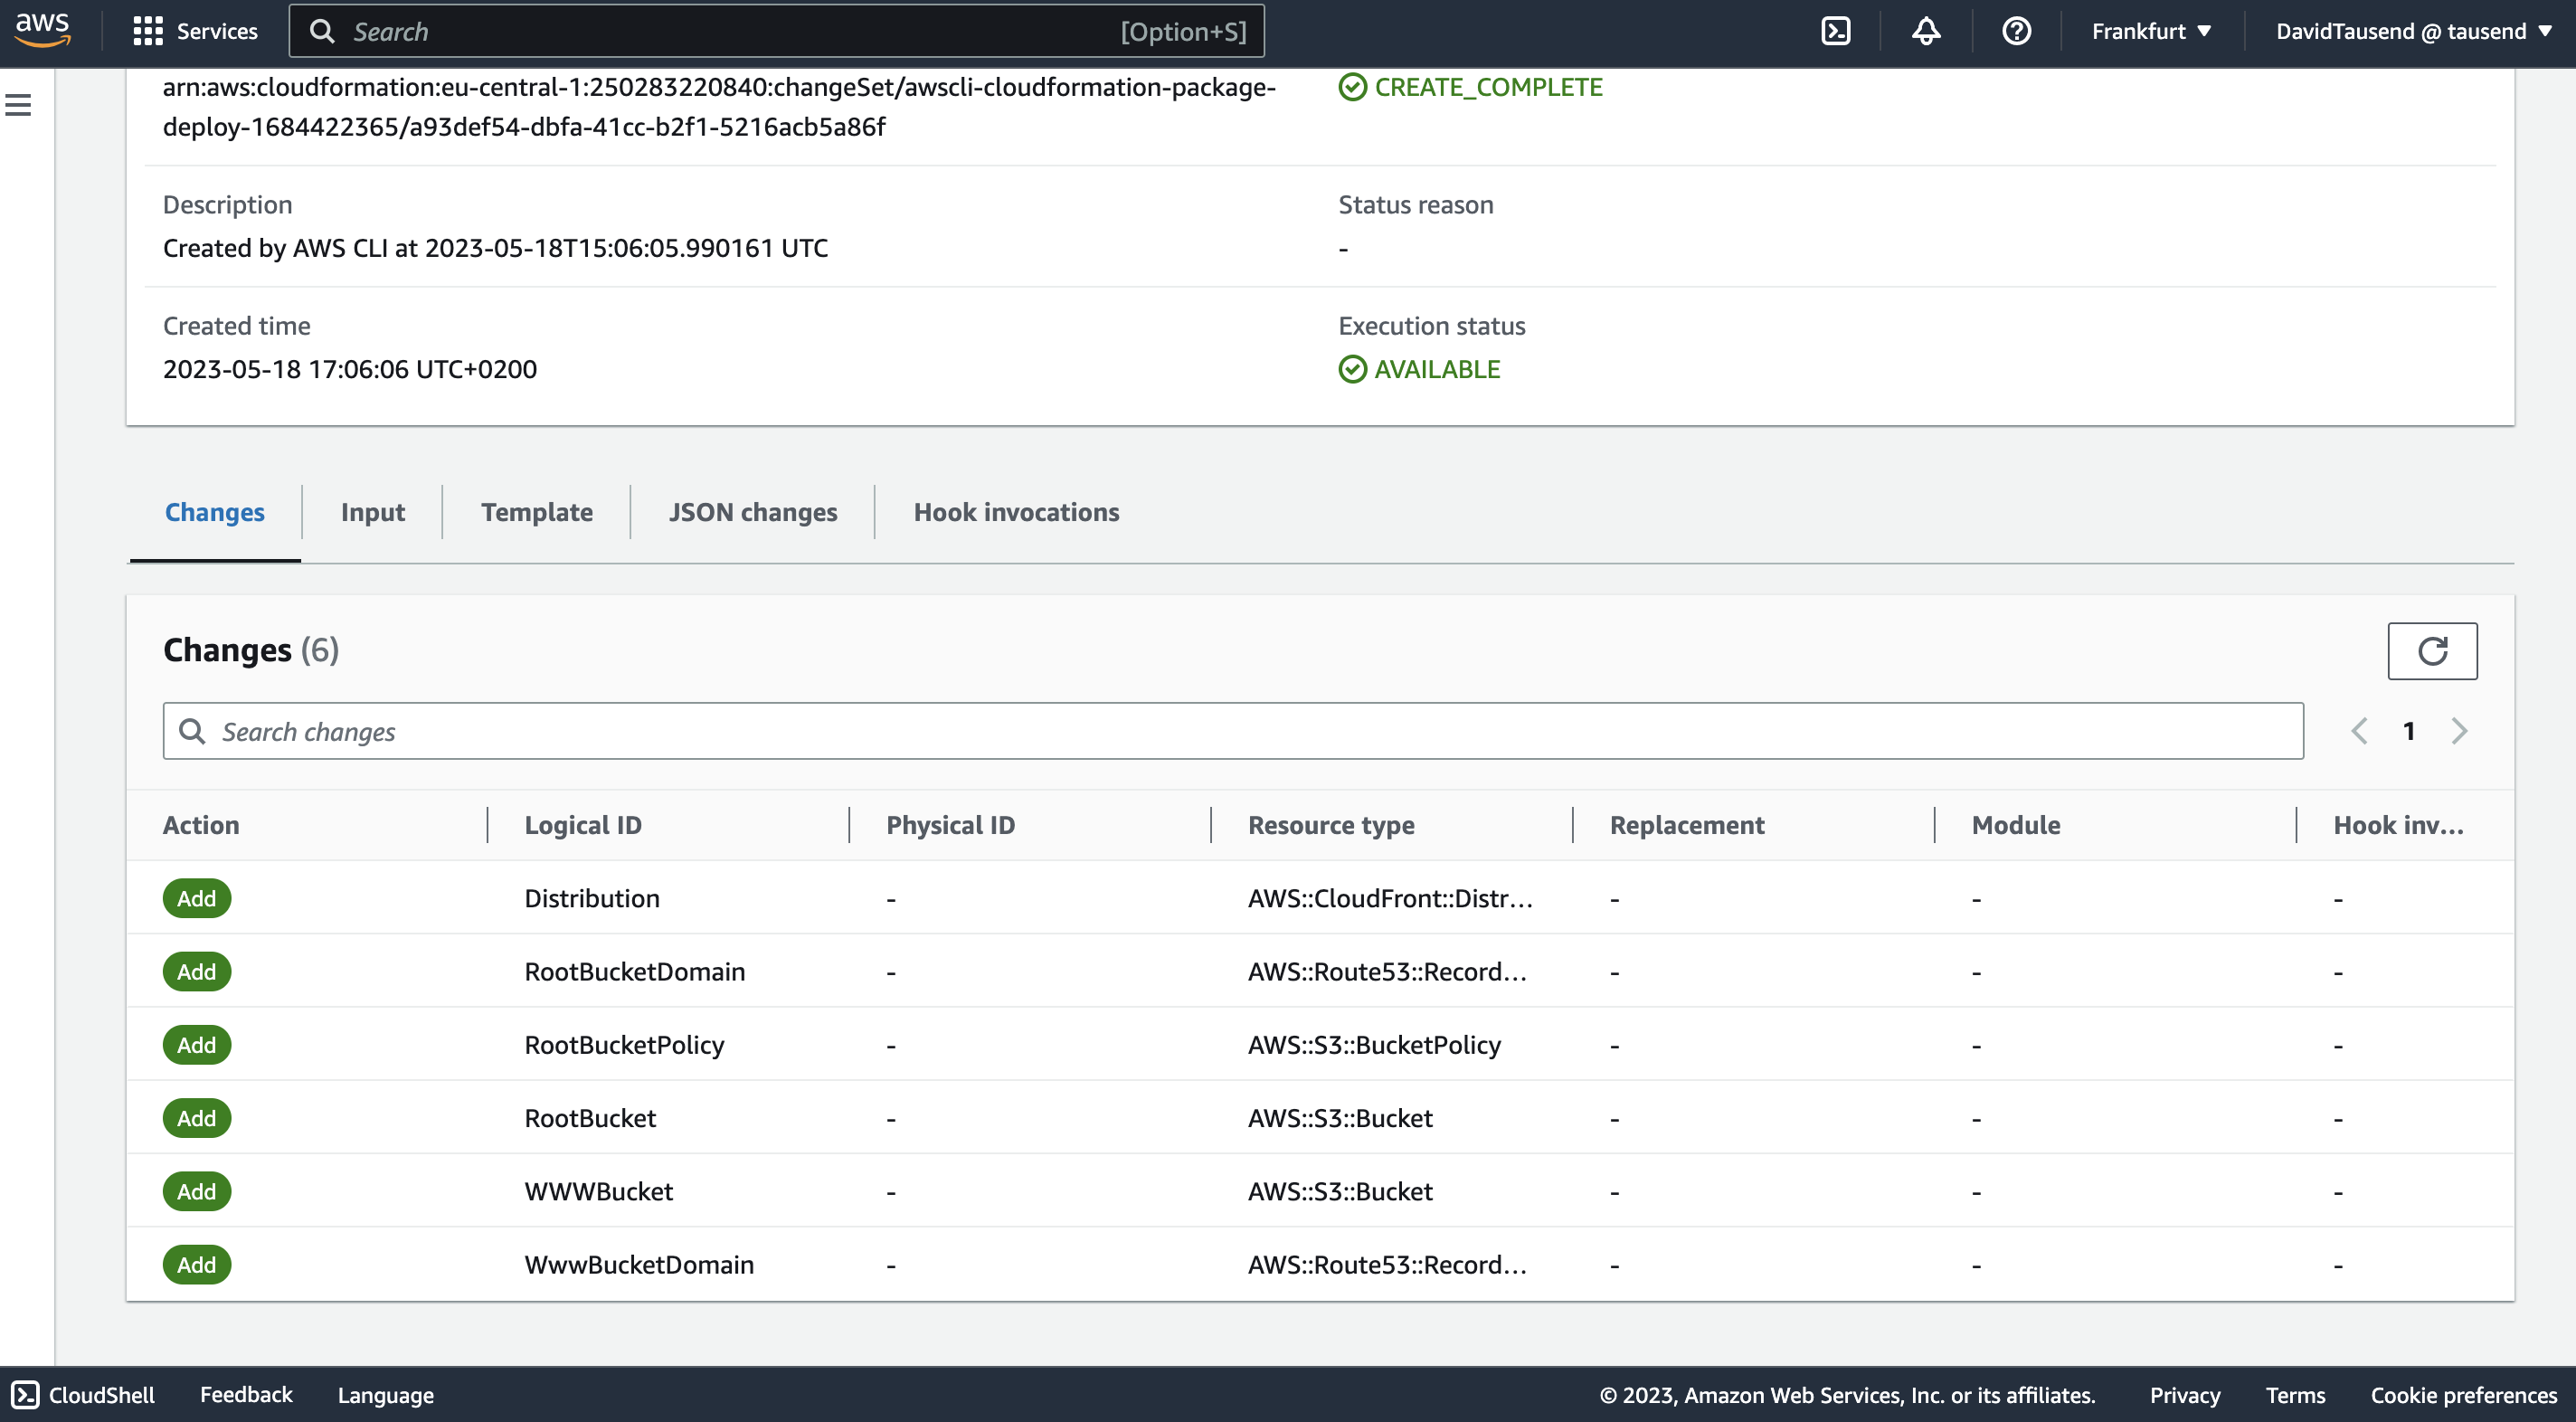 aws Services Search [Option+S] Frankfurt DavidTausend @ tausend
arn:aws:cloudformation:eu-central-1:250283220840:changeSet/awscli-cloudformation-package- CREATE_COMPLETE
deploy-1684422365/a93def54-dbfa-41cc-b2f1-5216acb5a86f
Description Status reason
Created by AWS CLI at 2023-05-18T15:06:05.990161 UTC -
Created time Execution status
2023-05-18 17:06:06 UTC+0200 AVAILABLE
Changes Input Template JSON changes Hook invocations
Changes (6)
Search changes 1
Action Logical ID Physical ID Resource type Replacement Module Hook inv...
Add Distribution - AWS::CloudFront::Distr... - - -
Add RootBucketDomain - AWS::Route53::Record... - - -
Add RootBucketPolicy - AWS::S3::BucketPolicy - - -
Add RootBucket - AWS::S3::Bucket - - -
Add WWWBucket - AWS::S3::Bucket - - -
Add WwwBucketDomain - AWS::Route53::Record... - - -
CloudShell Feedback Language © 2023, Amazon Web Services, Inc. or its affiliates. Privacy Terms Cookie preferences